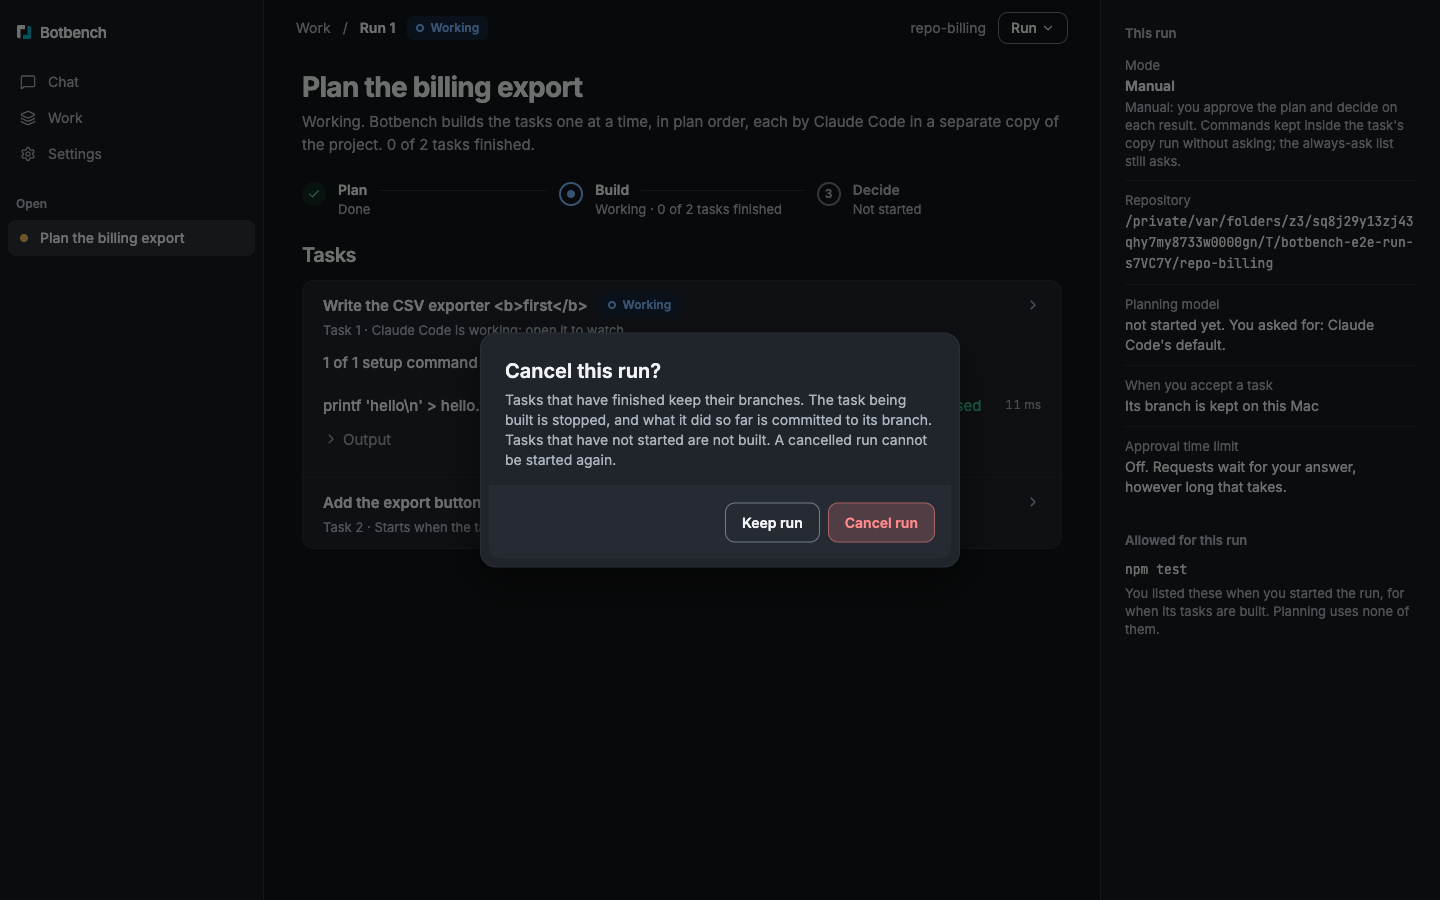 Botbench
Chat
Work
Settings
Open
Plan the billing export
Work / Run 1 Working
repo-billing Run
Plan the billing export
Working. Botbench builds the tasks one at a time, in plan order, each by Claude Code in a separate copy of
the project. 0 of 2 tasks finished.
Plan
Done
Build
Working · 0 of 2 tasks finished
3
Decide
Not started
Tasks
Write the CSV exporter <b>first</b> Working
Task 1 · Claude Code is working; open it to watch
1 of 1 setup command
printf 'hello\n' > hello.
11 ms
Output
Add the export button
Task 2 · Starts when the
Cancel this run?
Tasks that have finished keep their branches. The task being
built is stopped, and what it did so far is committed to its branch.
Tasks that have not started are not built. A cancelled run cannot
be started again.
Keep run
Cancel run
This run
Mode
Manual
Manual: you approve the plan and decide on
each result. Commands kept inside the task's
copy run without asking; the always-ask list
still asks.
Repository
/private/var/folders/z3/sq8j29y13zj43
qhy7my8733w0000gn/T/botbench-e2e-run-
s7VC7Y/repo-billing
Planning model
not started yet. You asked for: Claude
Code's default.
When you accept a task
Its branch is kept on this Mac
Approval time limit
Off. Requests wait for your answer,
however long that takes.
Allowed for this run
npm test
You listed these when you started the run, for
when its tasks are built. Planning uses none of
them.